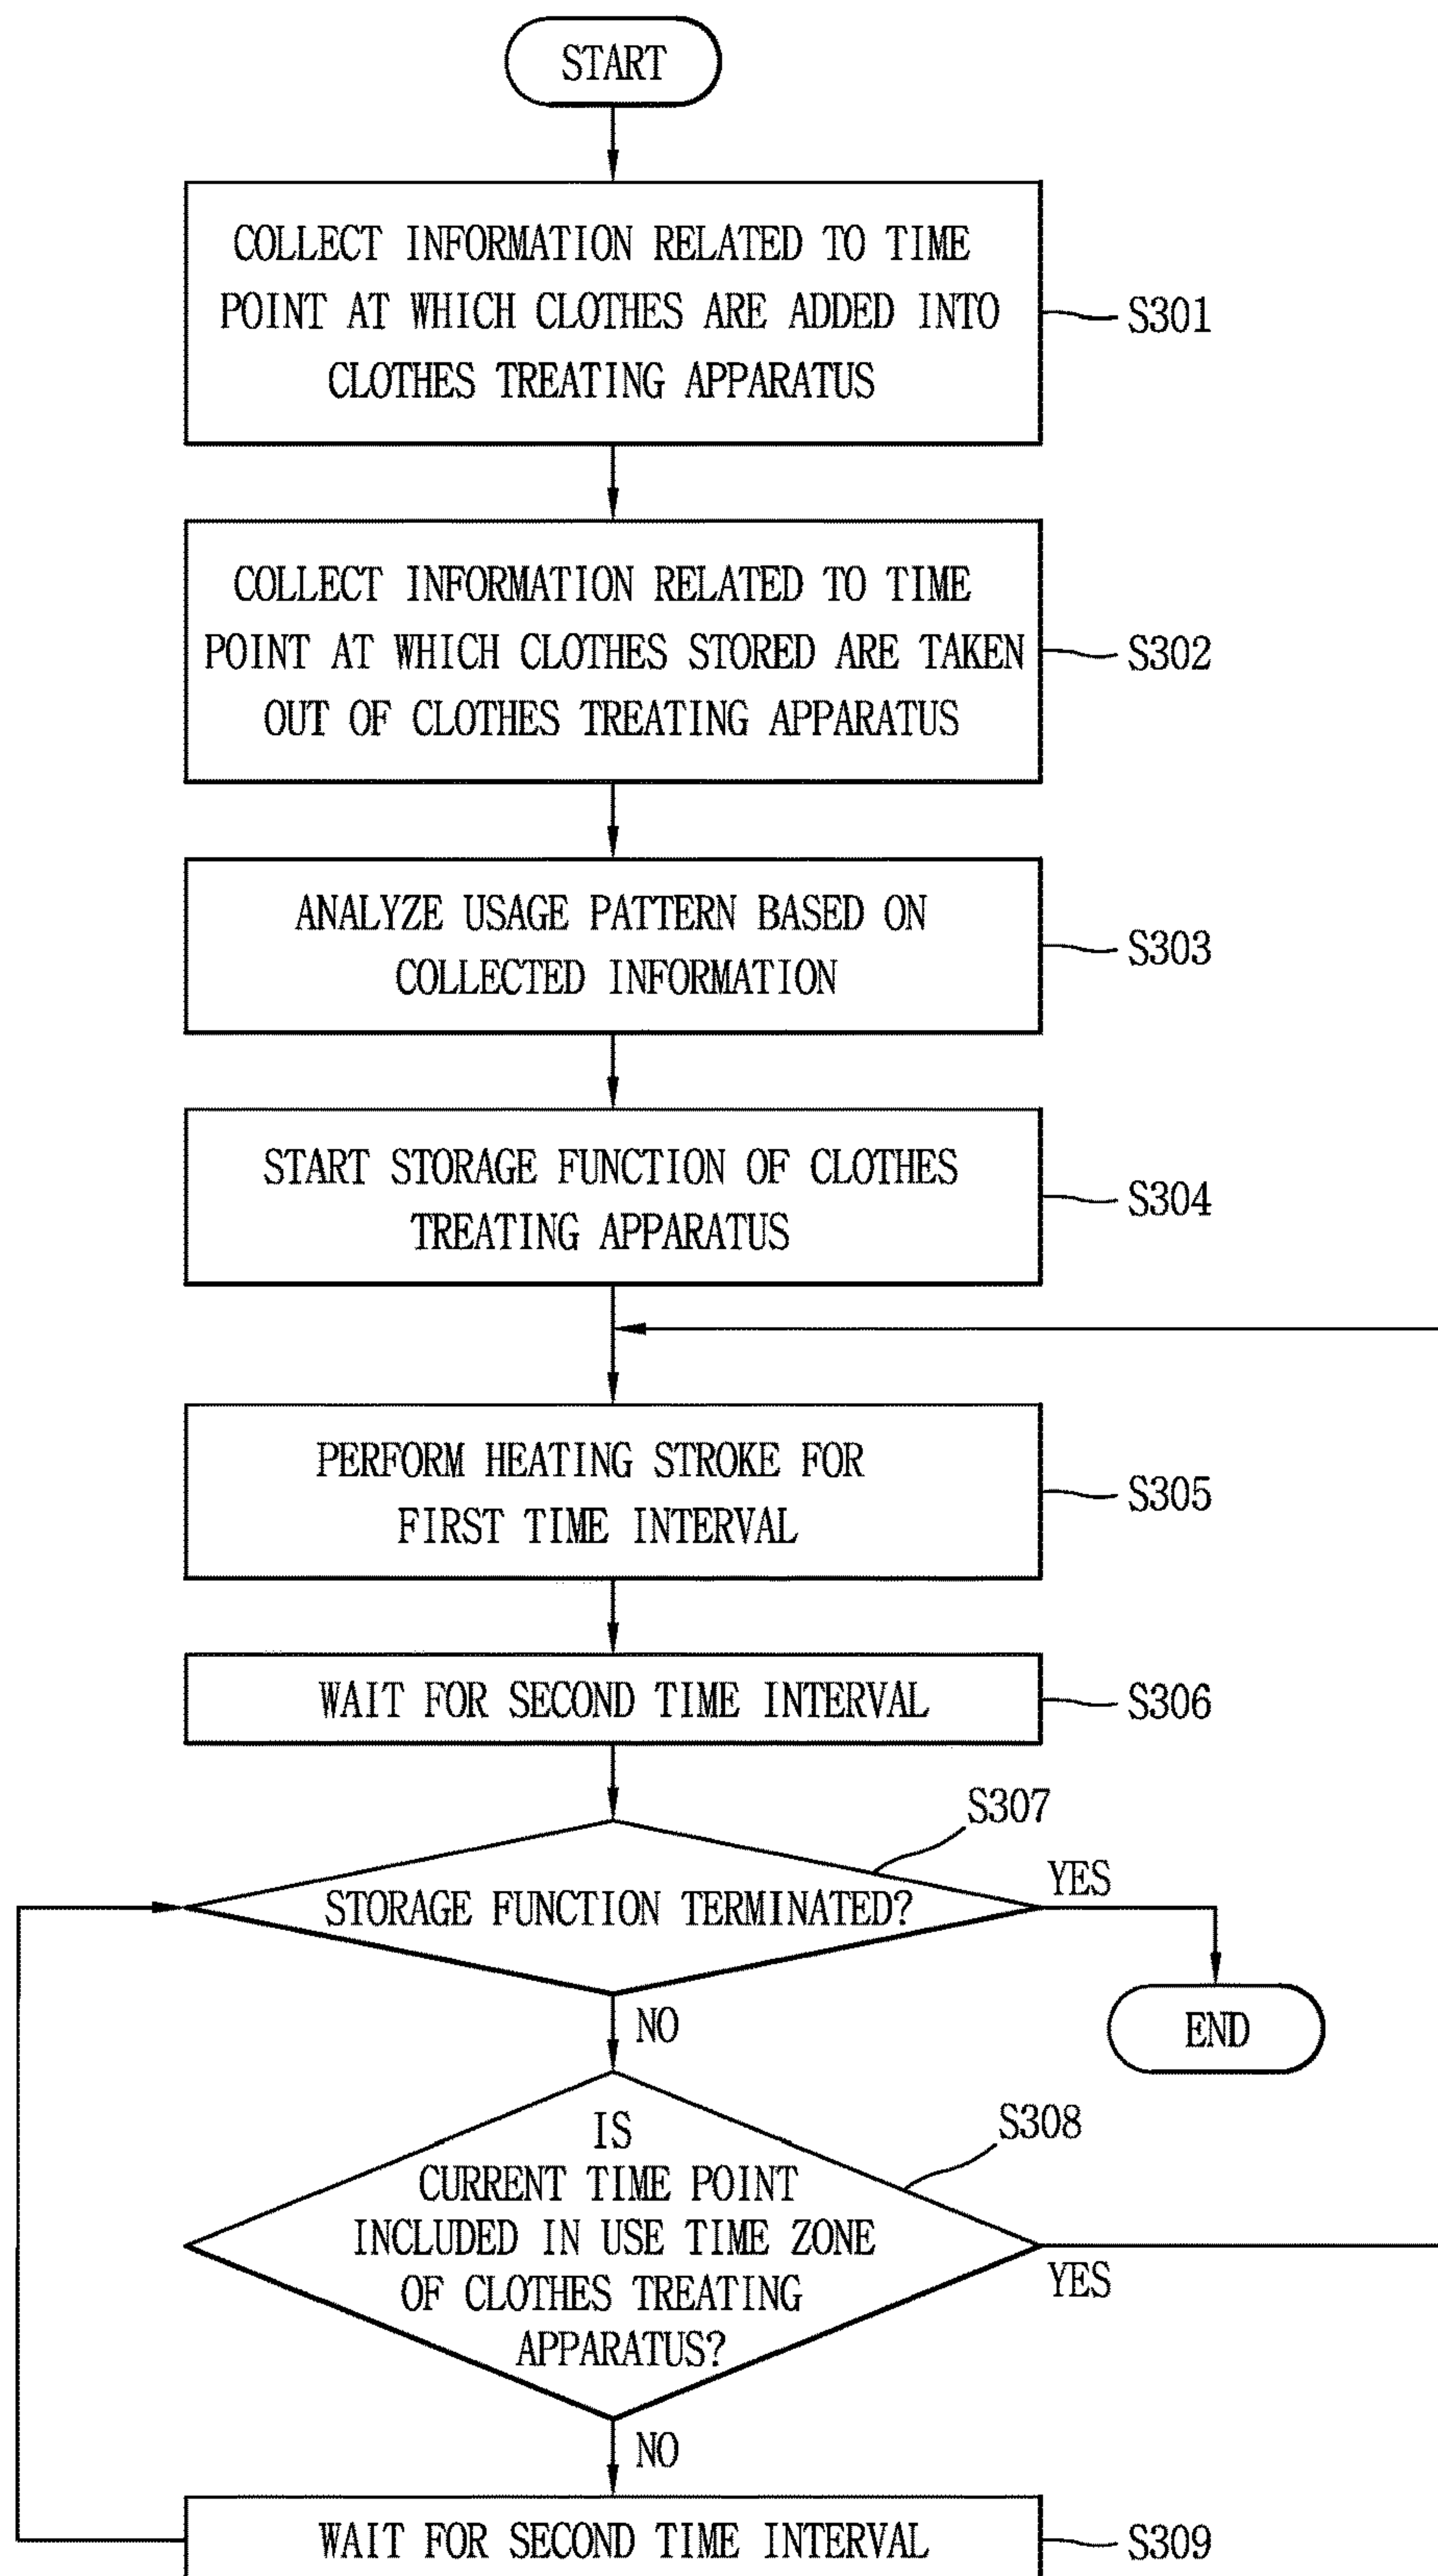 START
COLLECT INFORMATION RELATED TO TIME
POINT AT WHICH CLOTHES ARE ADDED INTO
CLOTHES TREATING APPARATUS
S301
COLLECT INFORMATION RELATED TO TIME
POINT AT WHICH CLOTHES STORED ARE TAKEN
OUT OF CLOTHES TREATING APPARATUS
S302
ANALYZE USAGE PATTERN BASED ON
COLLECTED INFORMATION
S303
START STORAGE FUNCTION OF CLOTHES
TREATING APPARATUS
S304
PERFORM HEATING STROKE FOR
FIRST TIME INTERVAL
S305
WAIT FOR SECOND TIME INTERVAL
S306
S307
STORAGE FUNCTION TERMINATED?
YES
END
NO
S308
IS
CURRENT TIME POINT
INCLUDED IN USE TIME ZONE
OF CLOTHES TREATING
APPARATUS?
YES
NO
WAIT FOR SECOND TIME INTERVAL
S309